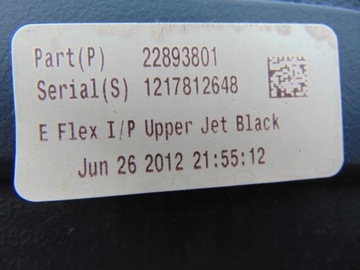 Part(P) 22893801
Serial(S) 1217812648
E Flex I/P Upper Jet Black
Jun 26 2012 21:55:12